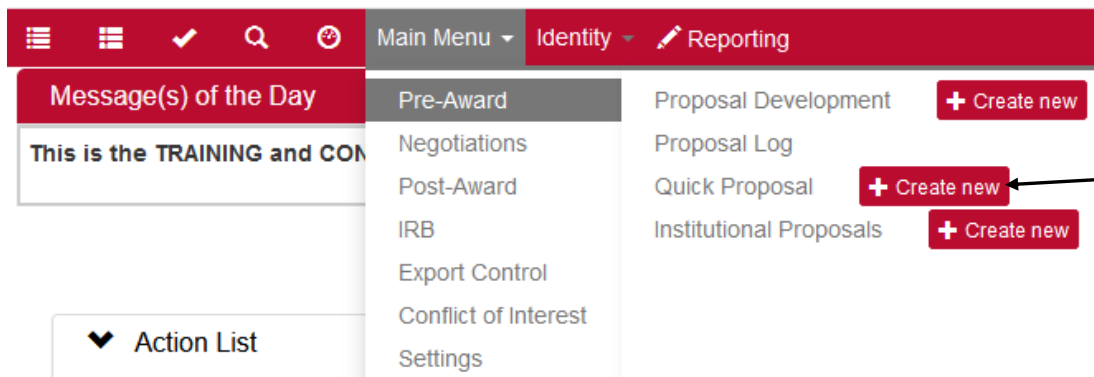 Main Menu Identity Reporting
Message(s) of the Day
This is the TRAINING and CON
Pre-Award
Negotiations
Post-Award
IRB
Export Control
Conflict of Interest
Settings
Proposal Development + Create new
Proposal Log
Quick Proposal + Create new
Institutional Proposals + Create new
Action List